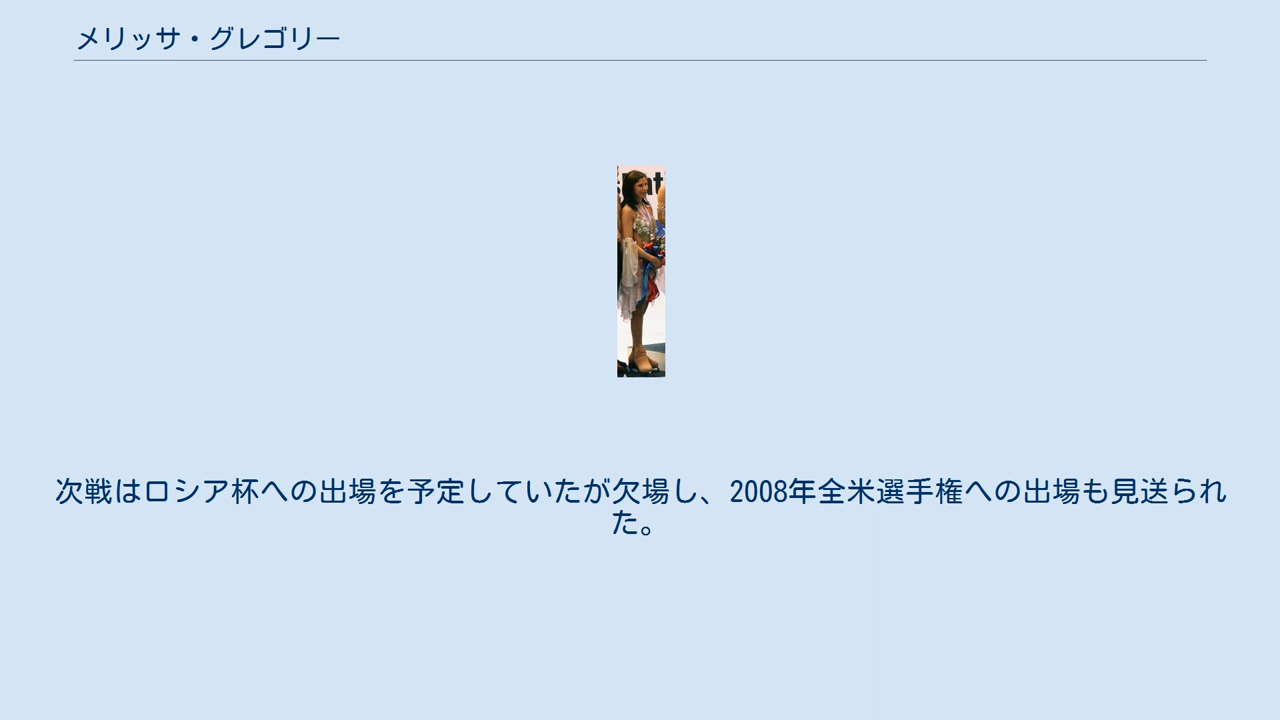 メリッサ・グレゴリー
次戦はロシア杯への出場を予定していたが欠場し、2008年全米選手権への出場も見送られ
た。